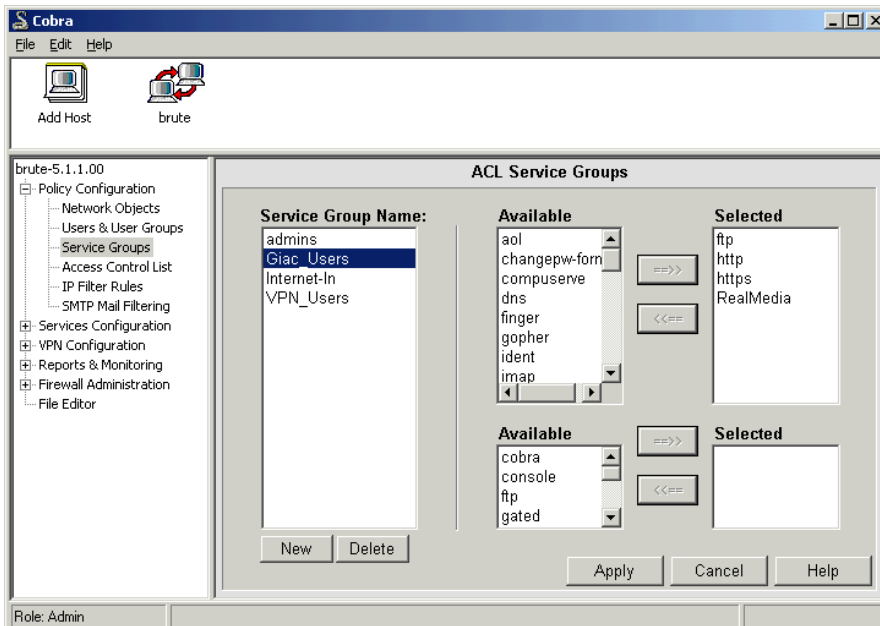 Cobra
File Edit Help
Add Host
brute
brute-5.1.1.00
Policy Configuration
Network Objects
Users & User Groups
Service Groups
Access Control List
IP Filter Rules
SMTP Mail Filtering
Services Configuration
VPN Configuration
Reports & Monitoring
Firewall Administration
File Editor
ACL Service Groups
Service Group Name:
admins
Giac_Users
Internet-In
VPN_Users
New
Delete
Available
aol
changepw-forn
compuserve
dns
finger
gopher
ident
imap
==>>
<<==
Selected
ftp
http
https
RealMedia
Available
cobra
console
ftp
gated
==>>
<<==
Selected
Apply
Cancel
Help
Role: Admin